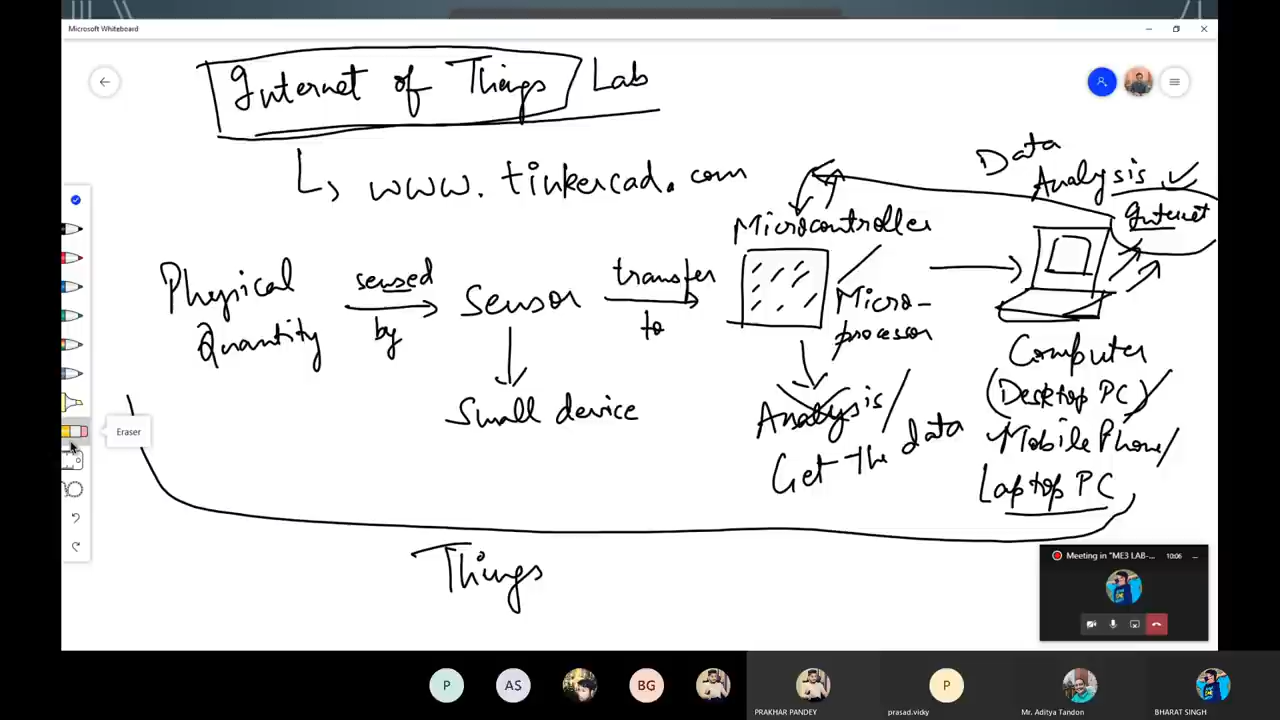 Microsoft Whiteboard
Internet of Things Lab
www.tinkercad.com
Data
Analysis
Internet
Microcontroller
Micro-
processor
Physical
Quantity
sensed
by
Sensor
transfer
to
Small device
Analysis/
Get the data
Computer
(Desktop PC)/
Mobile Phone/
Laptop PC
Eraser
Things
Meeting in "ME3 LAB-...
10:06
P
AS
BG
P
PRAKHAR PANDEY
prasad.vicky
Mr. Aditya Tandon
BHARAT SINGH